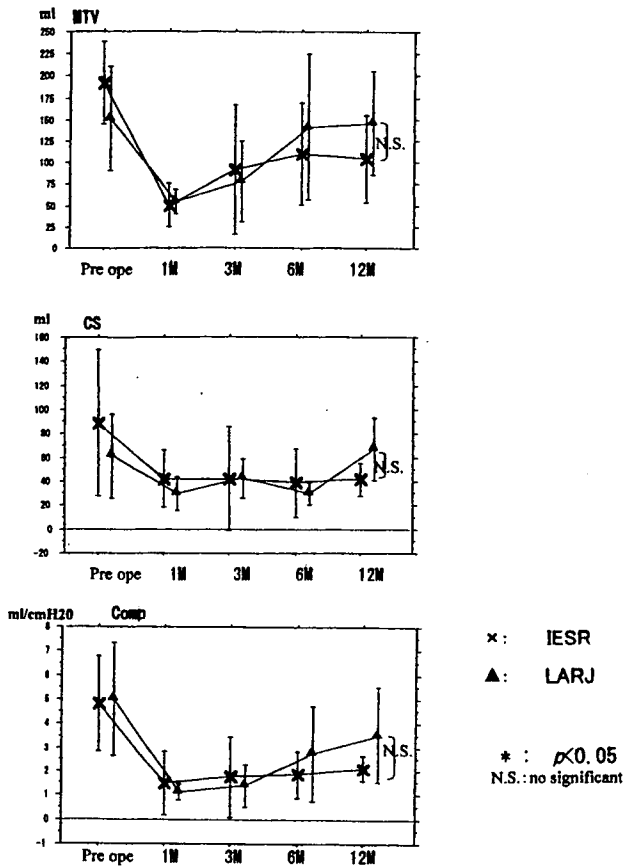 ml MTV
250
225
200
175
150
125
100
75
50
25
0
N.S.
Pre ope 1M 3M 6M 12M
ml CS
160
140
120
100
80
60
40
20
0
-20
N.S.
Pre ope 1M 3M 6M 12M
ml/cmH20 Comp
8
7
6
5
4
3
2
1
0
-1
N.S.
Pre ope 1M 3M 6M 12M
×: IESR
▲: LARJ
*: p<0.05
N.S.: no significant